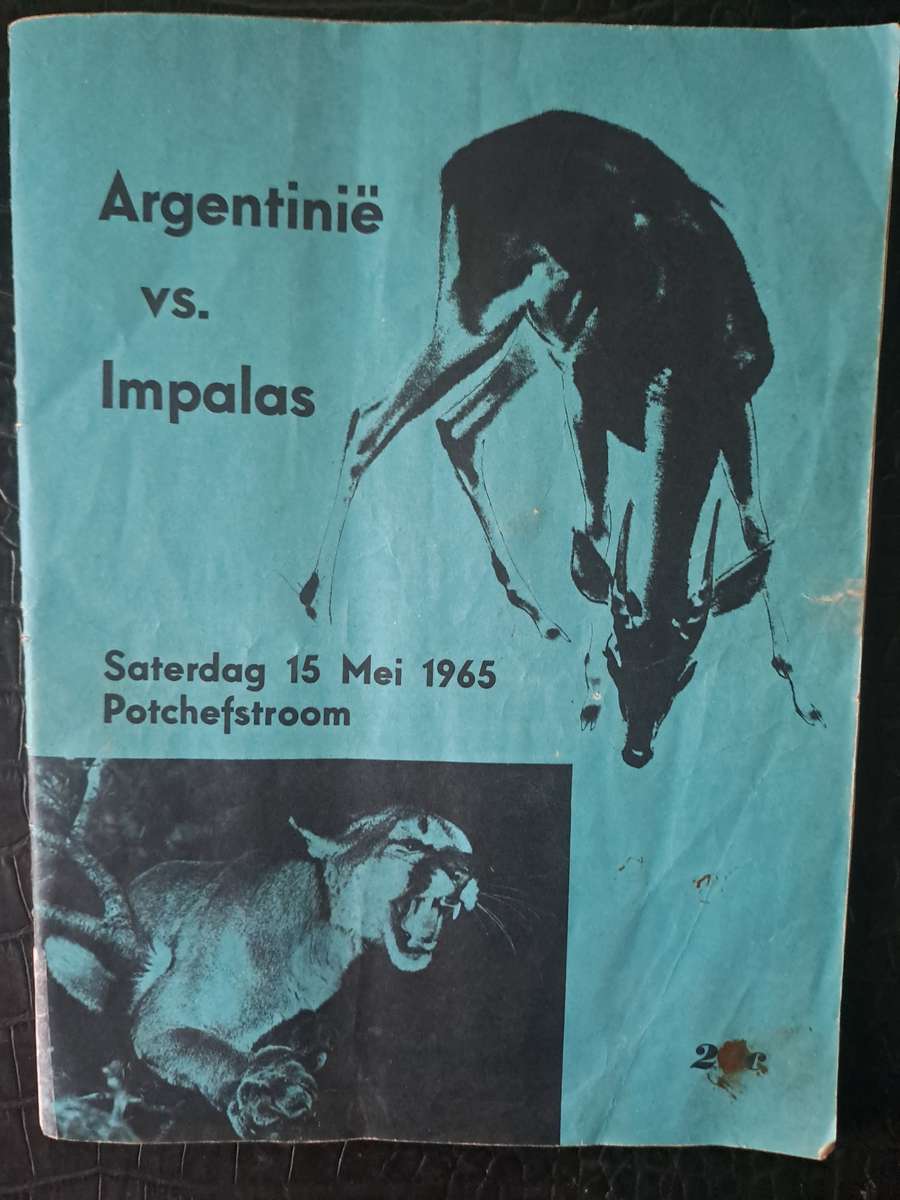 Argentinië
vs.
Impalas
Saterdag 15 Mei 1965
Potchefstroom